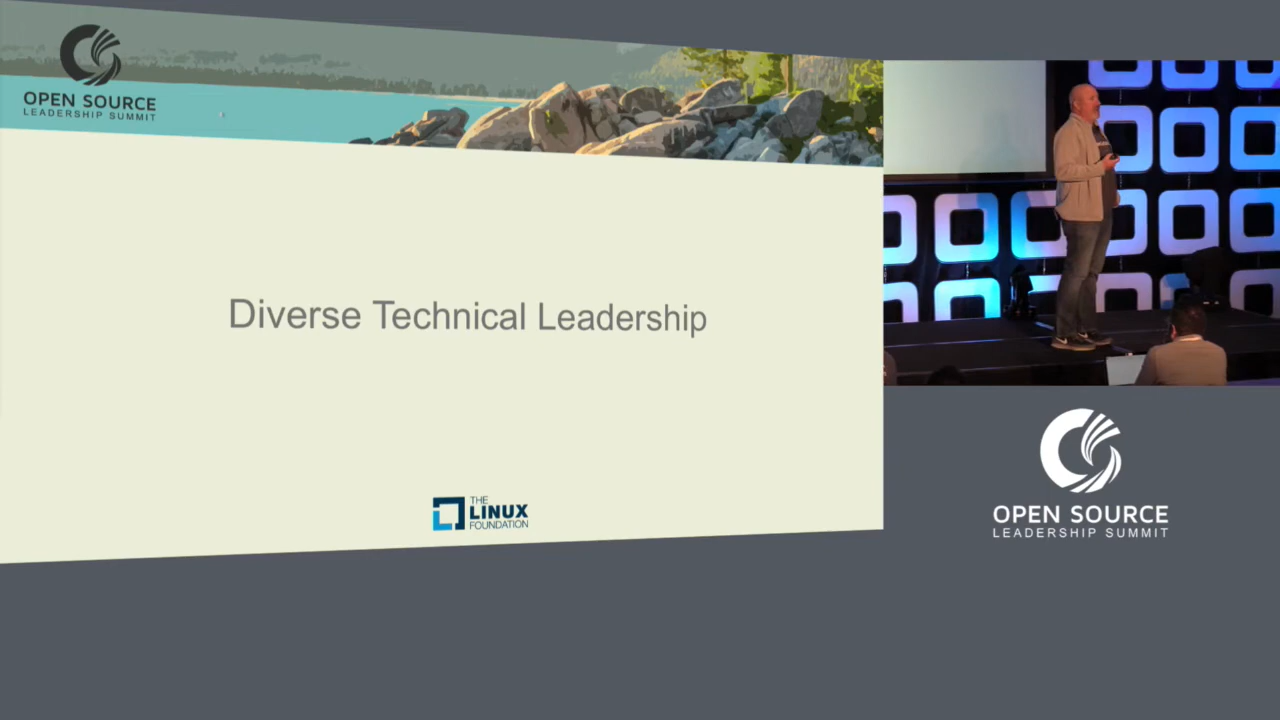 OPEN SOURCE
LEADERSHIP SUMMIT
Diverse Technical Leadership
THE
LINUX
FOUNDATION
OPEN SOURCE
LEADERSHIP SUMMIT